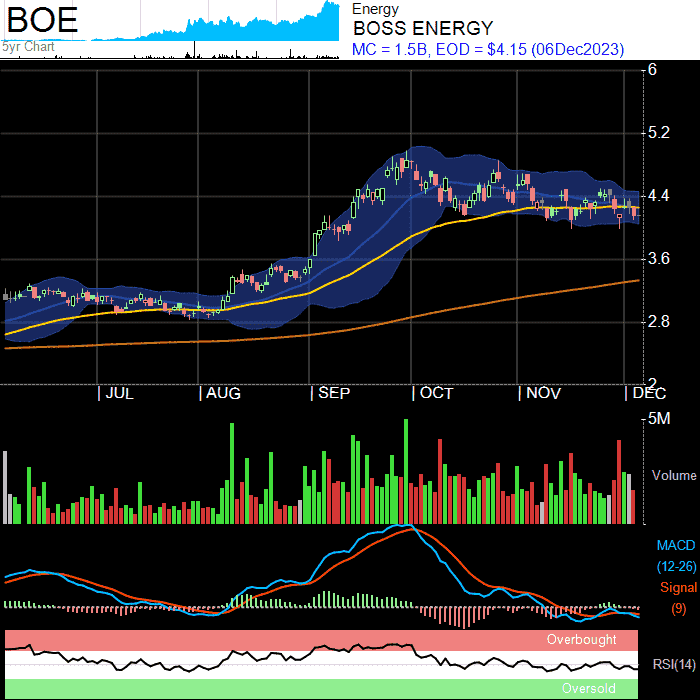 BOE
Energy
BOSS ENERGY
5yr Chart
MC = 1.5B, EOD = $4.15 (06Dec2023)
6
5.2
4.4
3.6
2.8
2
| JUL | AUG | SEP | OCT | NOV | DEC
5M
Volume
MACD
(12-26)
Signal
(9)
Overbought
RSI(14)
Oversold